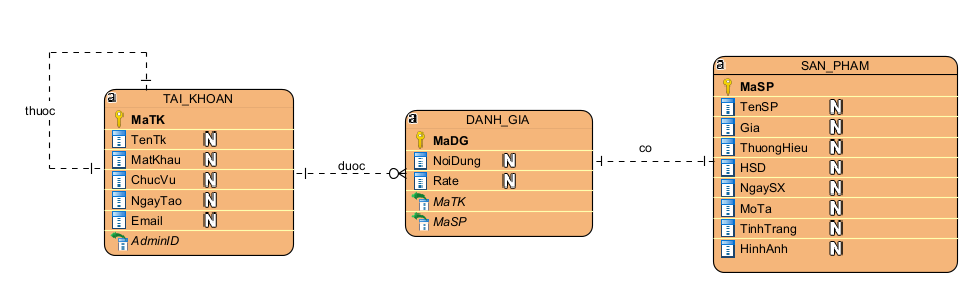 thuoc
a
TAI_KHOAN
MaTK
TenTk N
MatKhau N
ChucVu N
NgayTao N
Email N
AdminID
duoc
a
DANH_GIA
MaDG
NoiDung N
Rate N
MaTK
MaSP
co
a
SAN_PHAM
MaSP
TenSP N
Gia N
ThuongHieu N
HSD N
NgaySX N
MoTa N
TinhTrang N
HinhAnh N